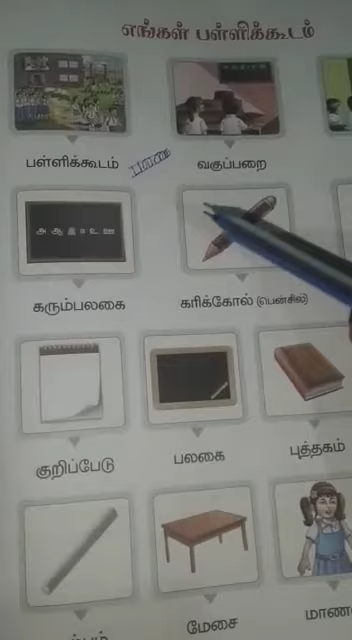 எங்கள் பள்ளிக்கூடம்
பள்ளிக்கூடம்
வகுப்பறை
அ ஆ இ ஈ உ ஊ
கரும்பலகை
கரிக்கோல் (பென்சில்)
குறிப்பேடு
பலகை
புத்தகம்
மேசை